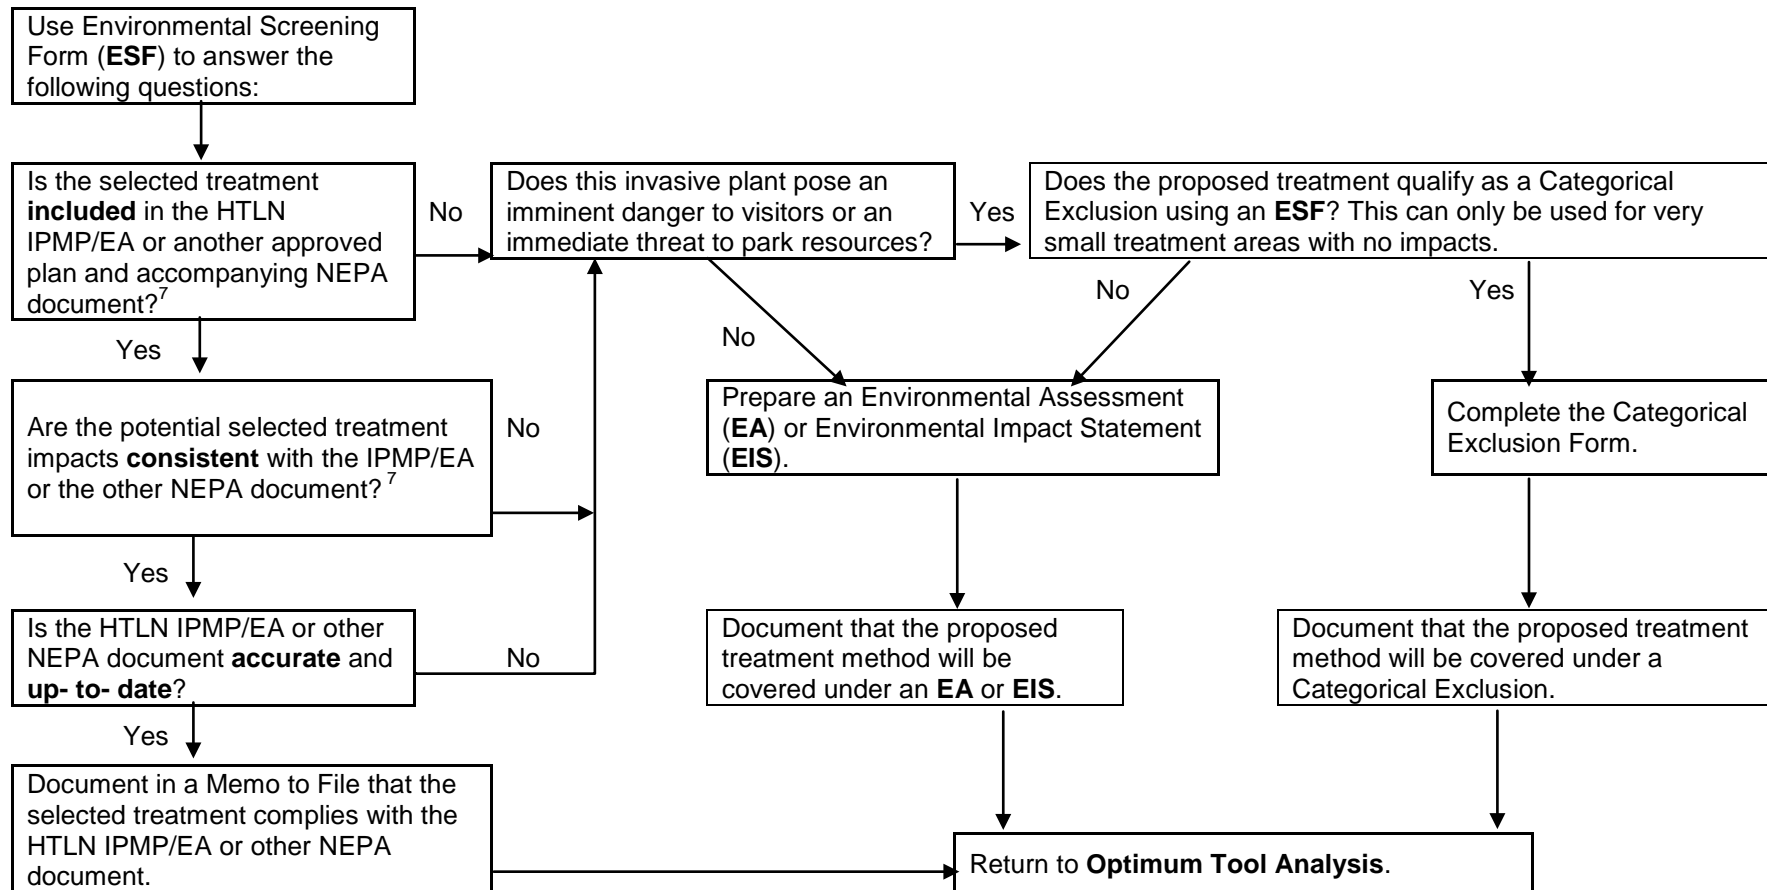 Use Environmental Screening
Form (ESF) to answer the
following questions:
Is the selected treatment
included in the HTLN
IPMP/EA or another approved
plan and accompanying NEPA
document?7
No
Does this invasive plant pose an
imminent danger to visitors or an
immediate threat to park resources?
Yes
Does the proposed treatment qualify as a Categorical
Exclusion using an ESF? This can only be used for very
small treatment areas with no impacts.
Yes
No
No
Yes
Are the potential selected treatment
impacts consistent with the IPMP/EA
or the other NEPA document? 7
No
Prepare an Environmental Assessment
(EA) or Environmental Impact Statement
(EIS).
Complete the Categorical
Exclusion Form.
Yes
Is the HTLN IPMP/EA or other
NEPA document accurate and
up- to- date?
No
Document that the proposed
treatment method will be
covered under an EA or EIS.
Document that the proposed treatment
method will be covered under a
Categorical Exclusion.
Yes
Document in a Memo to File that the
selected treatment complies with the
HTLN IPMP/EA or other NEPA
document.
Return to Optimum Tool Analysis.